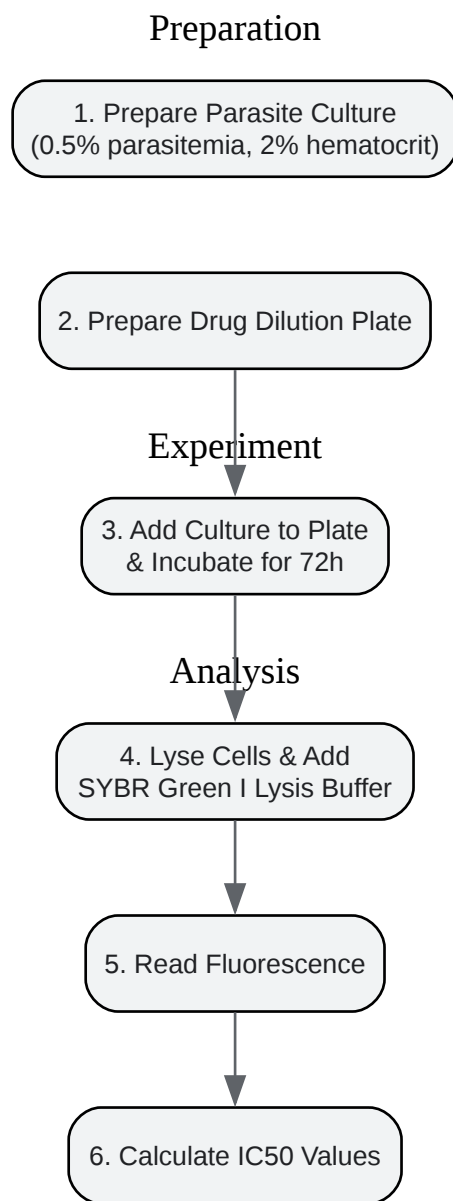 Preparation
1. Prepare Parasite Culture
(0.5% parasitemia, 2% hematocrit)
2. Prepare Drug Dilution Plate
Experiment
3. Add Culture to Plate
& Incubate for 72h
Analysis
4. Lyse Cells & Add
SYBR Green I Lysis Buffer
5. Read Fluorescence
6. Calculate IC50 Values